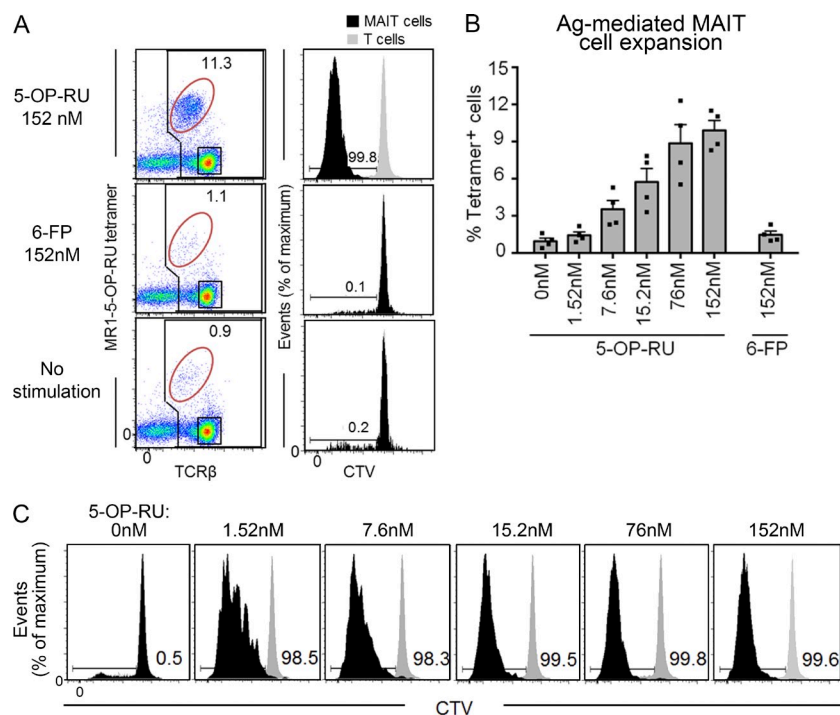 A
MAIT cells
T cells
5-OP-RU
152 nM
11.3
99.8
6-FP
152nM
1.1
0.1
No
stimulation
0.9
0.2
MR1-5-OP-RU tetramer
Events (% of maximum)
0
0
0
0
TCRβ
CTV
B
Ag-mediated MAIT
cell expansion
% Tetramer+ cells
15
12
9
6
3
0
0nM
1.52nM
7.6nM
15.2nM
76nM
152nM
152nM
5-OP-RU
6-FP
C
5-OP-RU:
0nM
1.52nM
7.6nM
15.2nM
76nM
152nM
Events
(% of maximum)
0.5
98.5
98.3
99.5
99.8
99.6
0
0
CTV